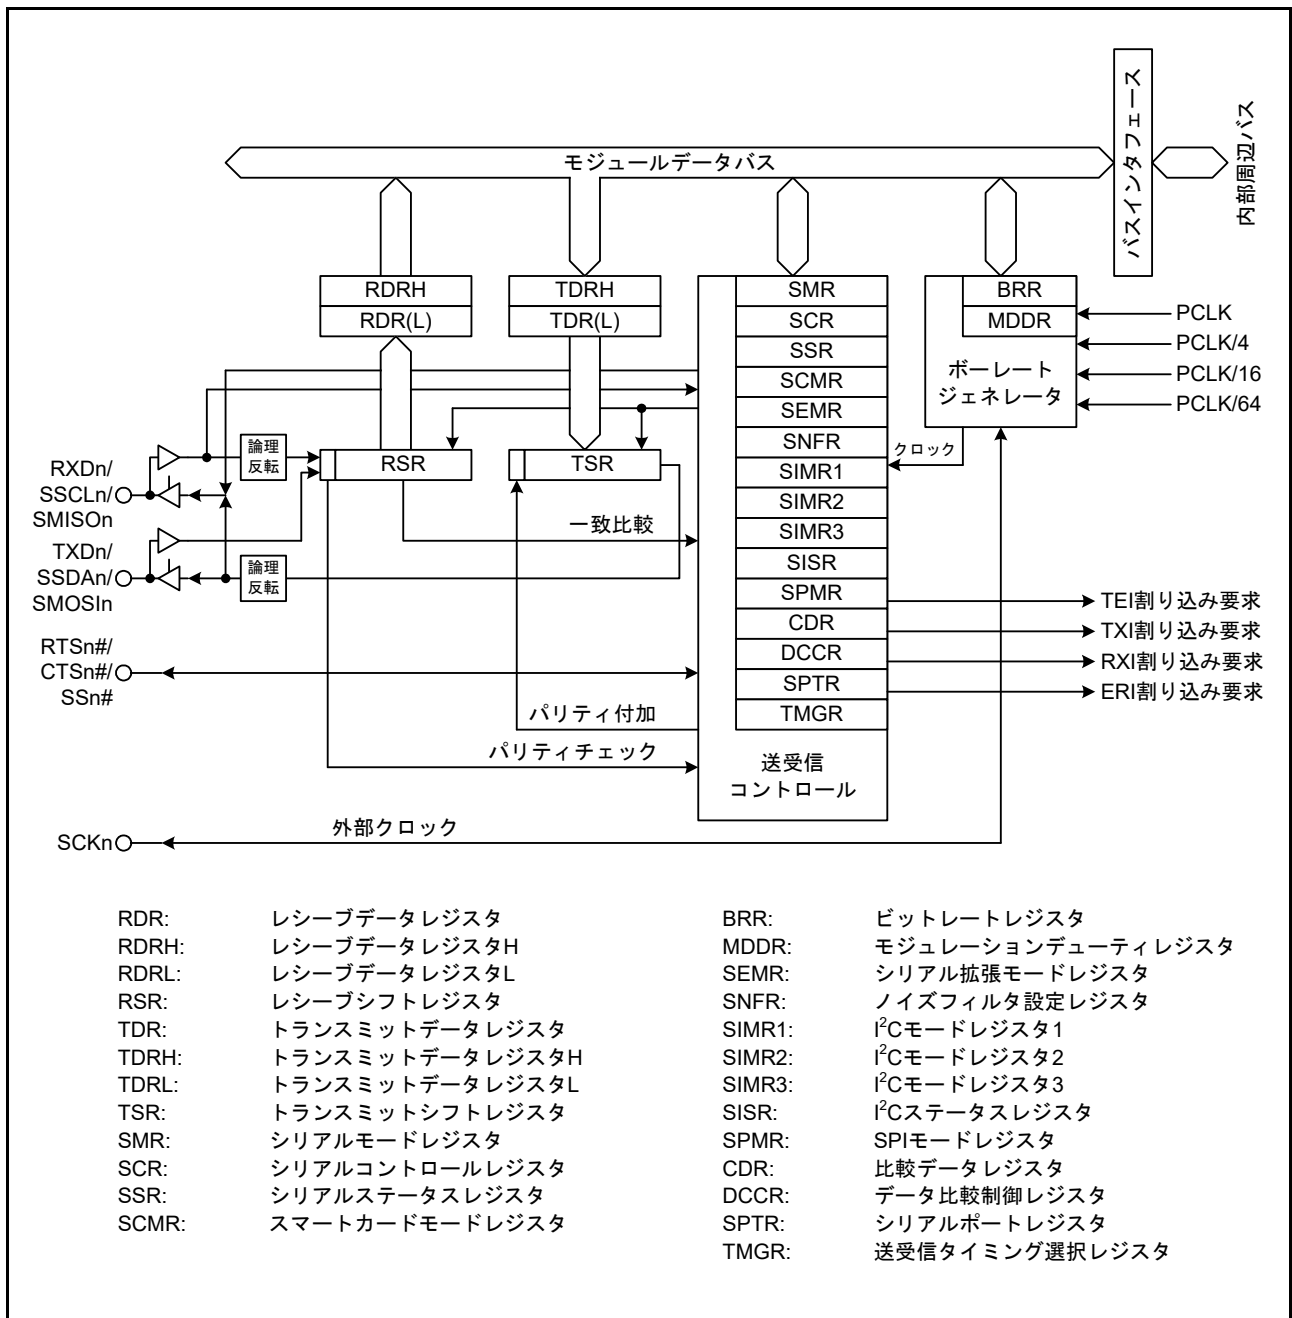 モジュールデータバス
バスインタフェース
内部周辺バス
RDRH
RDR(L)
TDRH
TDR(L)
SMR
SCR
SSR
SCMR
SEMR
SNFR
SIMR1
SIMR2
SIMR3
SISR
SPMR
CDR
DCCR
SPTR
TMGR
送受信
コントロール
BRR
MDDR
ボーレート
ジェネレータ
PCLK
PCLK/4
PCLK/16
PCLK/64
クロック
RXDn/
SSCLn/
SMISOn
論理
反転
RSR
TSR
一致比較
TXDn/
SSDAn/
SMOSIn
論理
反転
RTSn#/
CTSn#/
SSn#
パリティ付加
パリティチェック
TEI割り込み要求
TXI割り込み要求
RXI割り込み要求
ERI割り込み要求
SCKn
外部クロック
RDR: レシーブデータレジスタ
RDRH: レシーブデータレジスタH
RDRL: レシーブデータレジスタL
RSR: レシーブシフトレジスタ
TDR: トランスミットデータレジスタ
TDRH: トランスミットデータレジスタH
TDRL: トランスミットデータレジスタL
TSR: トランスミットシフトレジスタ
SMR: シリアルモードレジスタ
SCR: シリアルコントロールレジスタ
SSR: シリアルステータスレジスタ
SCMR: スマートカードモードレジスタ
BRR: ビットレートレジスタ
MDDR: モジュレーションデューティレジスタ
SEMR: シリアル拡張モードレジスタ
SNFR: ノイズフィルタ設定レジスタ
SIMR1: I²Cモードレジスタ1
SIMR2: I²Cモードレジスタ2
SIMR3: I²Cモードレジスタ3
SISR: I²Cステータスレジスタ
SPMR: SPIモードレジスタ
CDR: 比較データレジスタ
DCCR: データ比較制御レジスタ
SPTR: シリアルポートレジスタ
TMGR: 送受信タイミング選択レジスタ